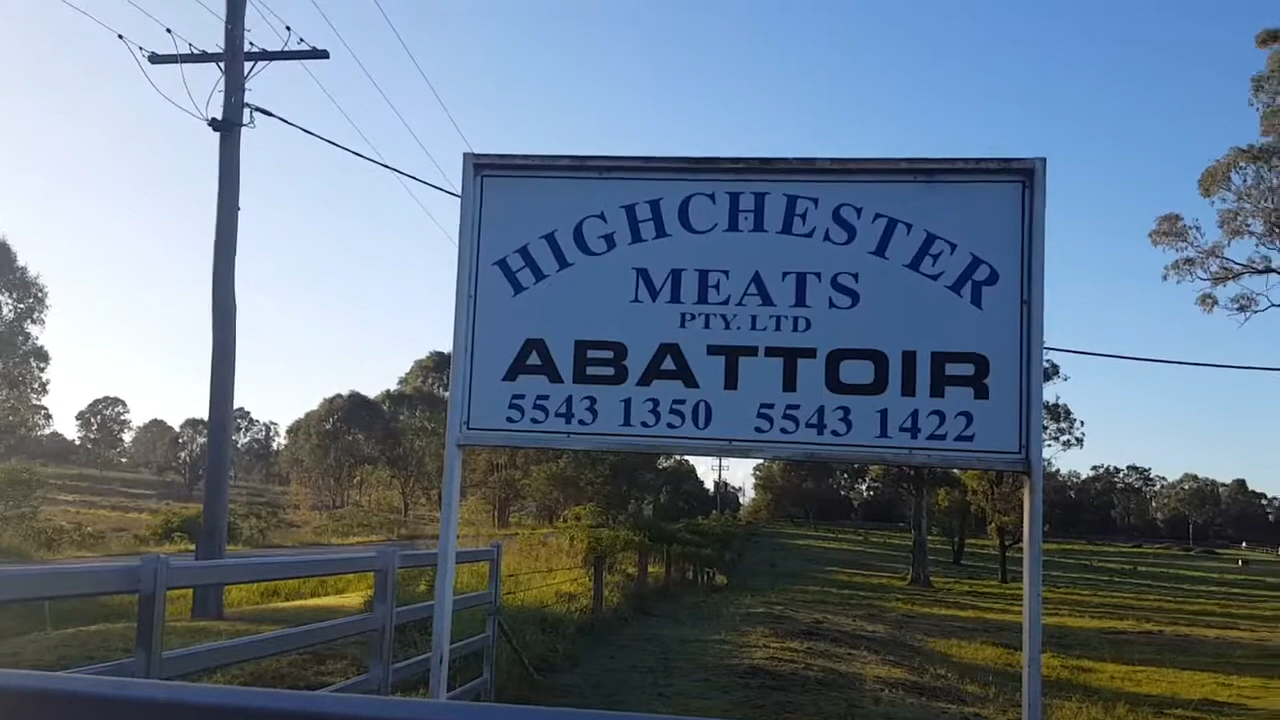 HIGHCHESTER
MEATS
PTY. LTD
ABATTOIR
5543 1350 5543 1422